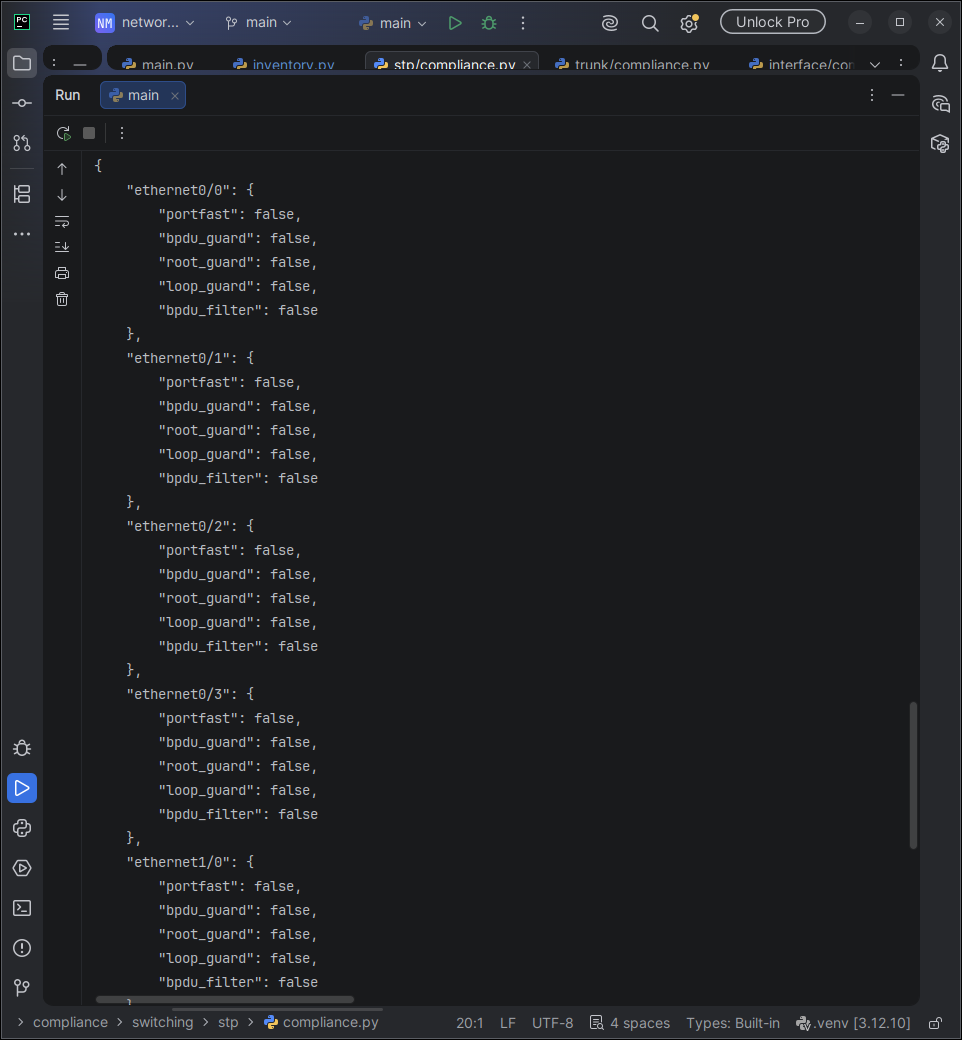 PC
NM networ... main main Unlock Pro
main.py inventory.py stp/compliance.py trunk/compliance.py
Run main
{
    "ethernet0/0": {
        "portfast": false,
        "bpdu_guard": false,
        "root_guard": false,
        "loop_guard": false,
        "bpdu_filter": false
    },
    "ethernet0/1": {
        "portfast": false,
        "bpdu_guard": false,
        "root_guard": false,
        "loop_guard": false,
        "bpdu_filter": false
    },
    "ethernet0/2": {
        "portfast": false,
        "bpdu_guard": false,
        "root_guard": false,
        "loop_guard": false,
        "bpdu_filter": false
    },
    "ethernet0/3": {
        "portfast": false,
        "bpdu_guard": false,
        "root_guard": false,
        "loop_guard": false,
        "bpdu_filter": false
    },
    "ethernet1/0": {
        "portfast": false,
        "bpdu_guard": false,
        "root_guard": false,
        "loop_guard": false,
        "bpdu_filter": false
compliance switching stp compliance.py 20:1 LF UTF-8 4 spaces Types: Built-in .venv [3.12.10]